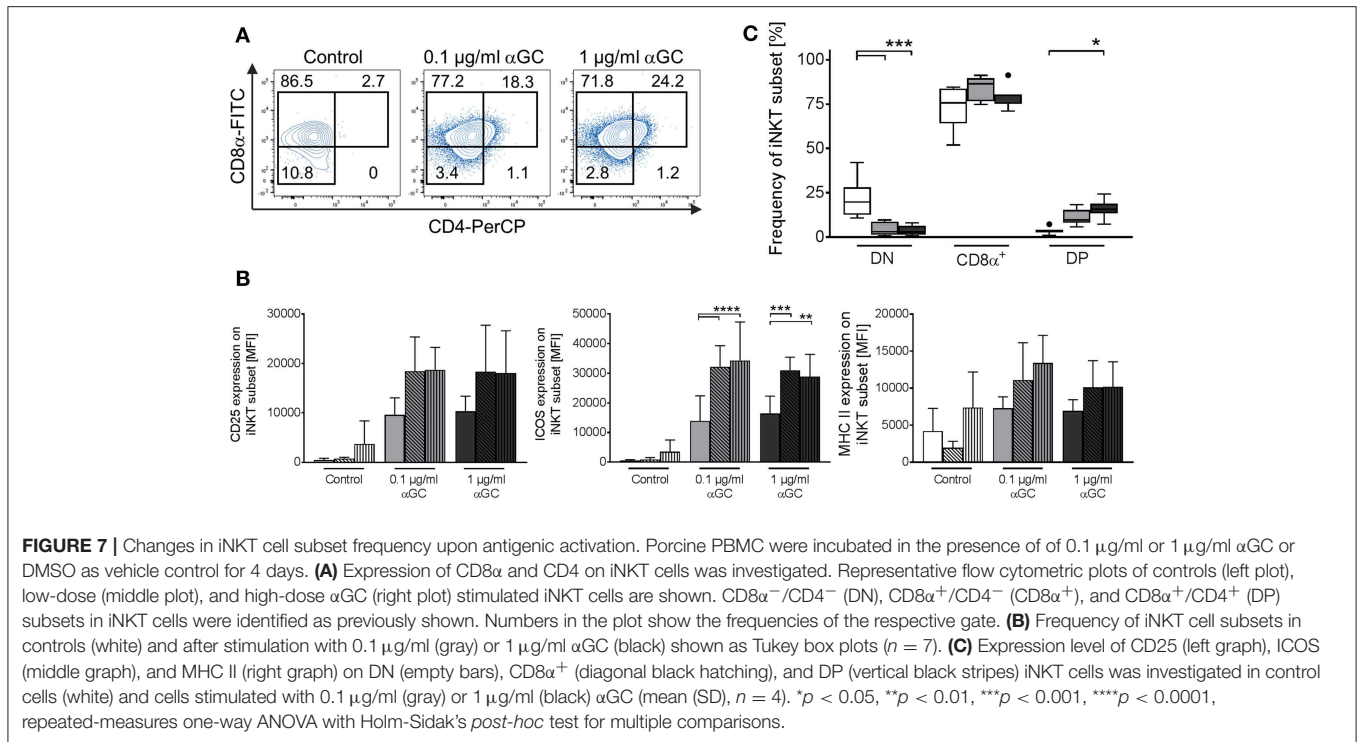 A
Control
0.1 µg/ml αGC
1 µg/ml αGC
86.5 2.7
77.2 18.3
71.8 24.2
10.8 0
3.4 1.1
2.8 1.2
CD8α-FITC
CD4-PerCP
C
Frequency of iNKT subset [%]
100
75
50
25
0
***
*
DN
CD8α+
DP
B
CD25 expression on
iNKT subset [MFI]
30000
20000
10000
0
Control
0.1 µg/ml
αGC
1 µg/ml
αGC
ICOS expression on
iNKT subset [MFI]
50000
40000
30000
20000
10000
0
****
***
**
Control
0.1 µg/ml
αGC
1 µg/ml
αGC
MHC II expression on
iNKT subset [MFI]
20000
15000
10000
5000
0
Control
0.1 µg/ml
αGC
1 µg/ml
αGC
FIGURE 7 | Changes in iNKT cell subset frequency upon antigenic activation. Porcine PBMC were incubated in the presence of of 0.1 µg/ml or 1 µg/ml αGC or
DMSO as vehicle control for 4 days. (A) Expression of CD8α and CD4 on iNKT cells was investigated. Representative flow cytometric plots of controls (left plot),
low-dose (middle plot), and high-dose αGC (right plot) stimulated iNKT cells are shown. CD8α−/CD4− (DN), CD8α+/CD4− (CD8α+), and CD8α+/CD4+ (DP)
subsets in iNKT cells were identified as previously shown. Numbers in the plot show the frequencies of the respective gate. (B) Frequency of iNKT cell subsets in
controls (white) and after stimulation with 0.1 µg/ml (gray) or 1 µg/ml αGC (black) shown as Tukey box plots (n = 7). (C) Expression level of CD25 (left graph), ICOS
(middle graph), and MHC II (right graph) on DN (empty bars), CD8α+ (diagonal black hatching), and DP (vertical black stripes) iNKT cells was investigated in control
cells (white) and cells stimulated with 0.1 µg/ml (gray) or 1 µg/ml (black) αGC (mean (SD), n = 4). *p < 0.05, **p < 0.01, ***p < 0.001, ****p < 0.0001,
repeated-measures one-way ANOVA with Holm-Sidak's post-hoc test for multiple comparisons.